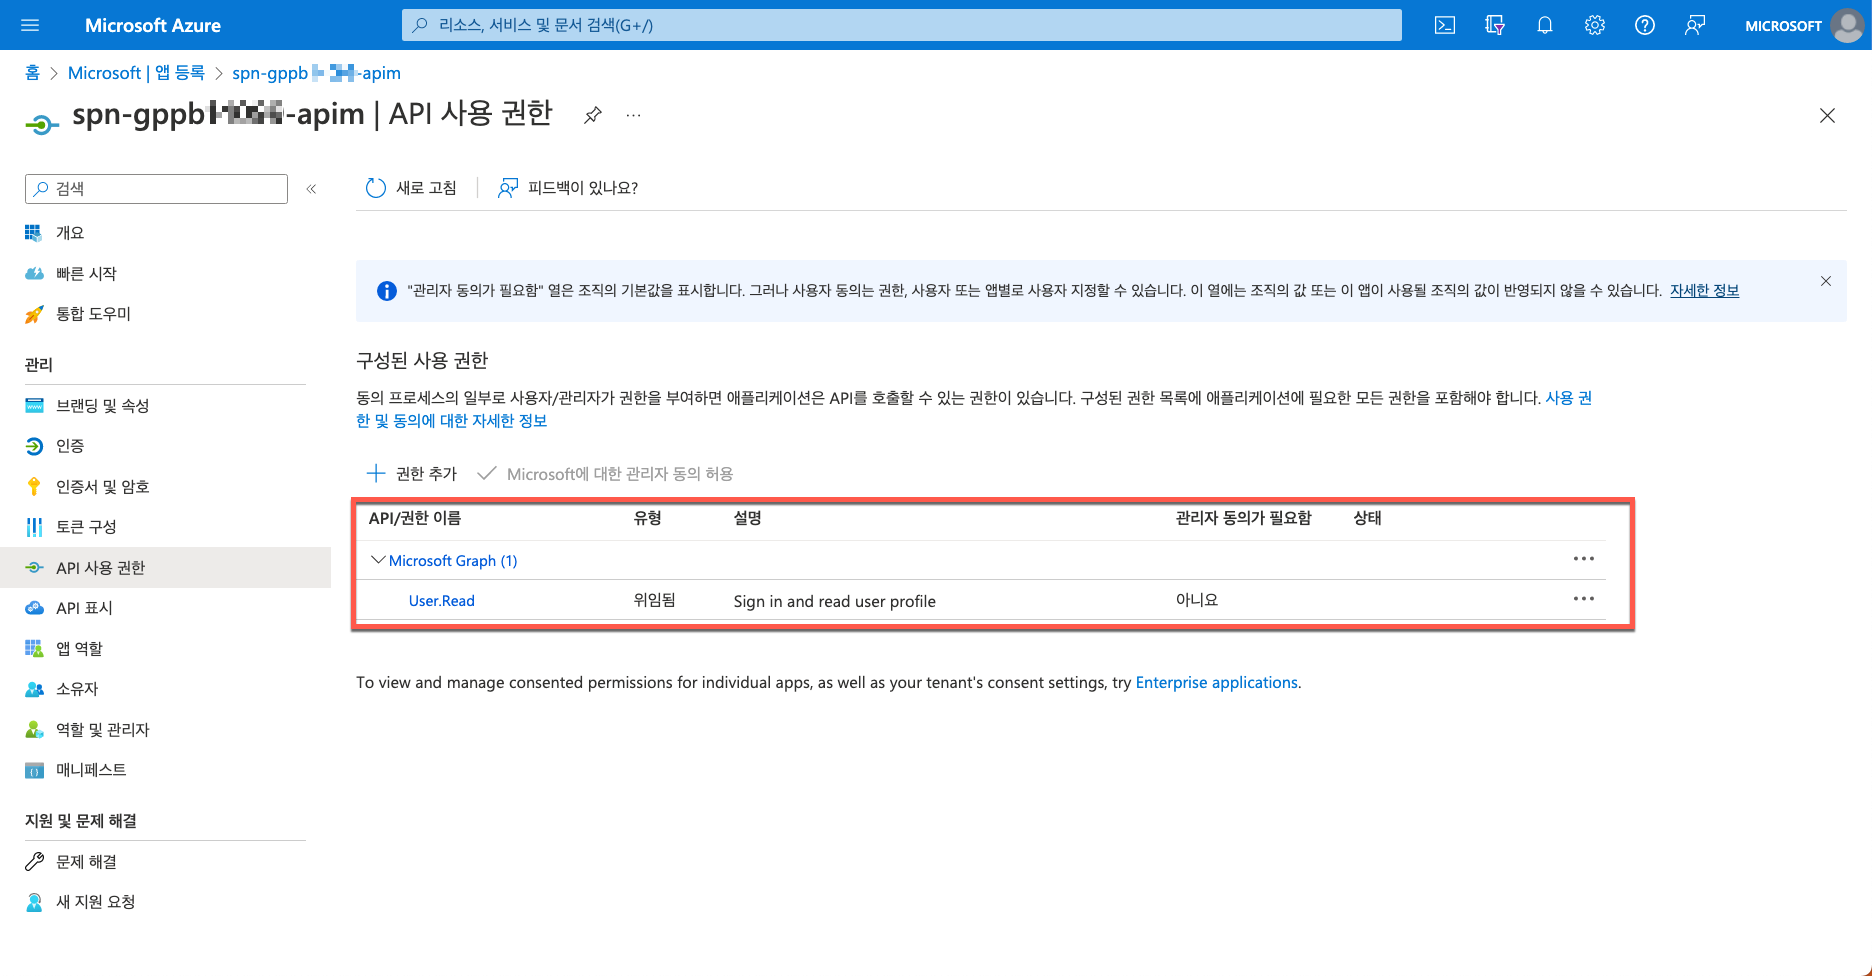 Microsoft Azure
리소스, 서비스 및 문서 검색(G+/)
MICROSOFT
홈 > Microsoft | 앱 등록 > spn-gppb -apim
spn-gppb -apim | API 사용 권한
검색
새로 고침
피드백이 있나요?
개요
빠른 시작
통합 도우미
관리
브랜딩 및 속성
인증
인증서 및 암호
토큰 구성
API 사용 권한
API 표시
앱 역할
소유자
역할 및 관리자
매니페스트
지원 및 문제 해결
문제 해결
새 지원 요청
"관리자 동의가 필요함" 열은 조직의 기본값을 표시합니다. 그러나 사용자 동의는 권한, 사용자 또는 앱별로 사용자 지정할 수 있습니다. 이 열에는 조직의 값 또는 이 앱이 사용될 조직의 값이 반영되지 않을 수 있습니다. 자세한 정보
구성된 사용 권한
동의 프로세스의 일부로 사용자/관리자가 권한을 부여하면 애플리케이션은 API를 호출할 수 있는 권한이 있습니다. 구성된 권한 목록에 애플리케이션에 필요한 모든 권한을 포함해야 합니다. 사용 권
한 및 동의에 대한 자세한 정보
권한 추가
Microsoft에 대한 관리자 동의 허용
API/권한 이름 유형 설명 관리자 동의가 필요함 상태
Microsoft Graph (1)
User.Read 위임됨 Sign in and read user profile 아니요
To view and manage consented permissions for individual apps, as well as your tenant's consent settings, try Enterprise applications.